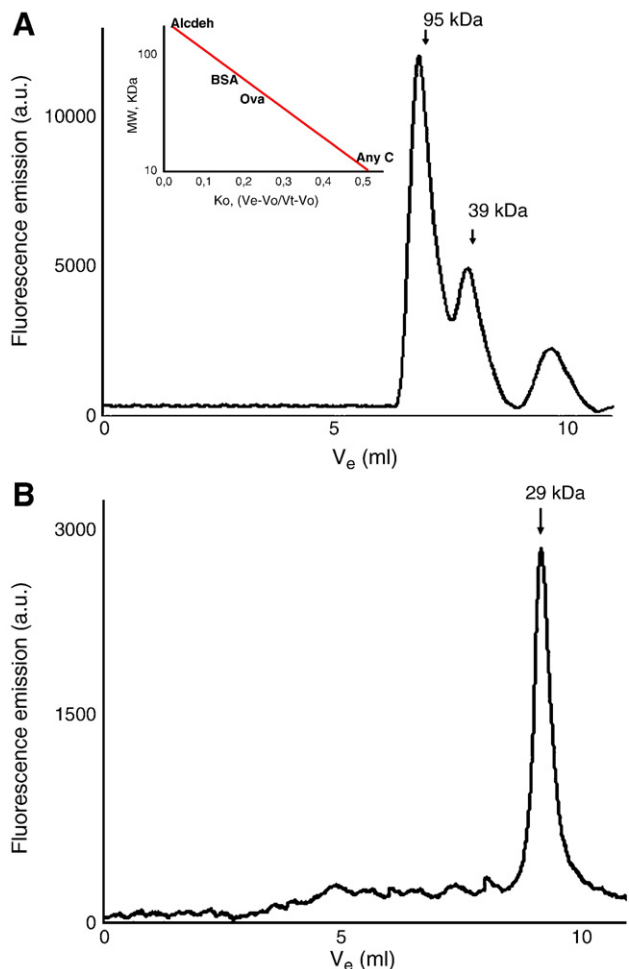 A
Fluorescence emission (a.u.)
10000
5000
0
95 kDa
39 kDa
MW, KDa
100
10
Alcdeh
BSA
Ova
Any C
0,0 0,1 0,2 0,3 0,4 0,5
Ko, (Ve-Vo/Vt-Vo)
0 5 10
Ve (ml)
B
Fluorescence emission (a.u.)
3000
1500
0
29 kDa
0 5 10
Ve (ml)